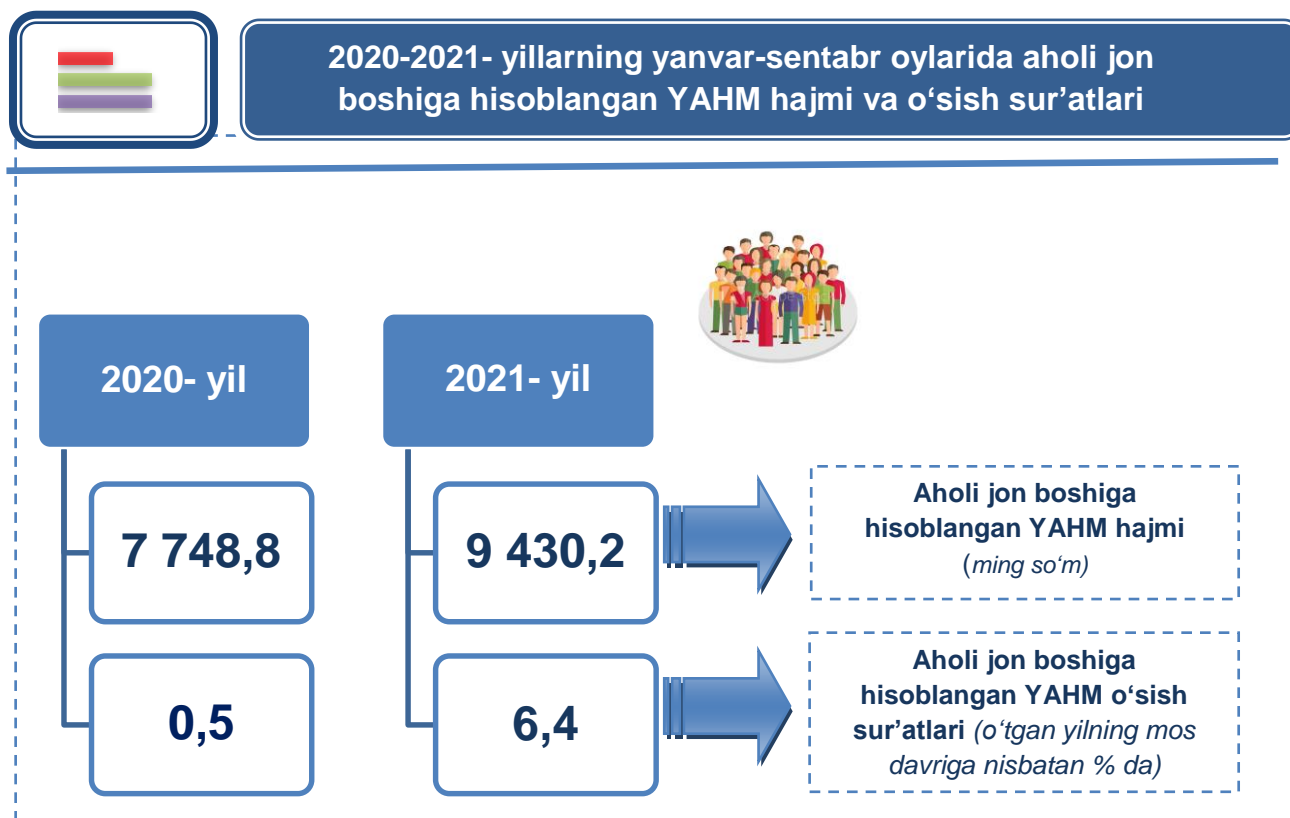 2020-2021- yillarning yanvar-sentabr oylarida aholi jon
boshiga hisoblangan YAHM hajmi va o‘sish sur’atlari
2020- yil
2021- yil
7 748,8
9 430,2
Aholi jon boshiga
hisoblangan YAHM hajmi
(ming so‘m)
0,5
6,4
Aholi jon boshiga
hisoblangan YAHM o‘sish
sur’atlari (o‘tgan yilning mos
davriga nisbatan % da)